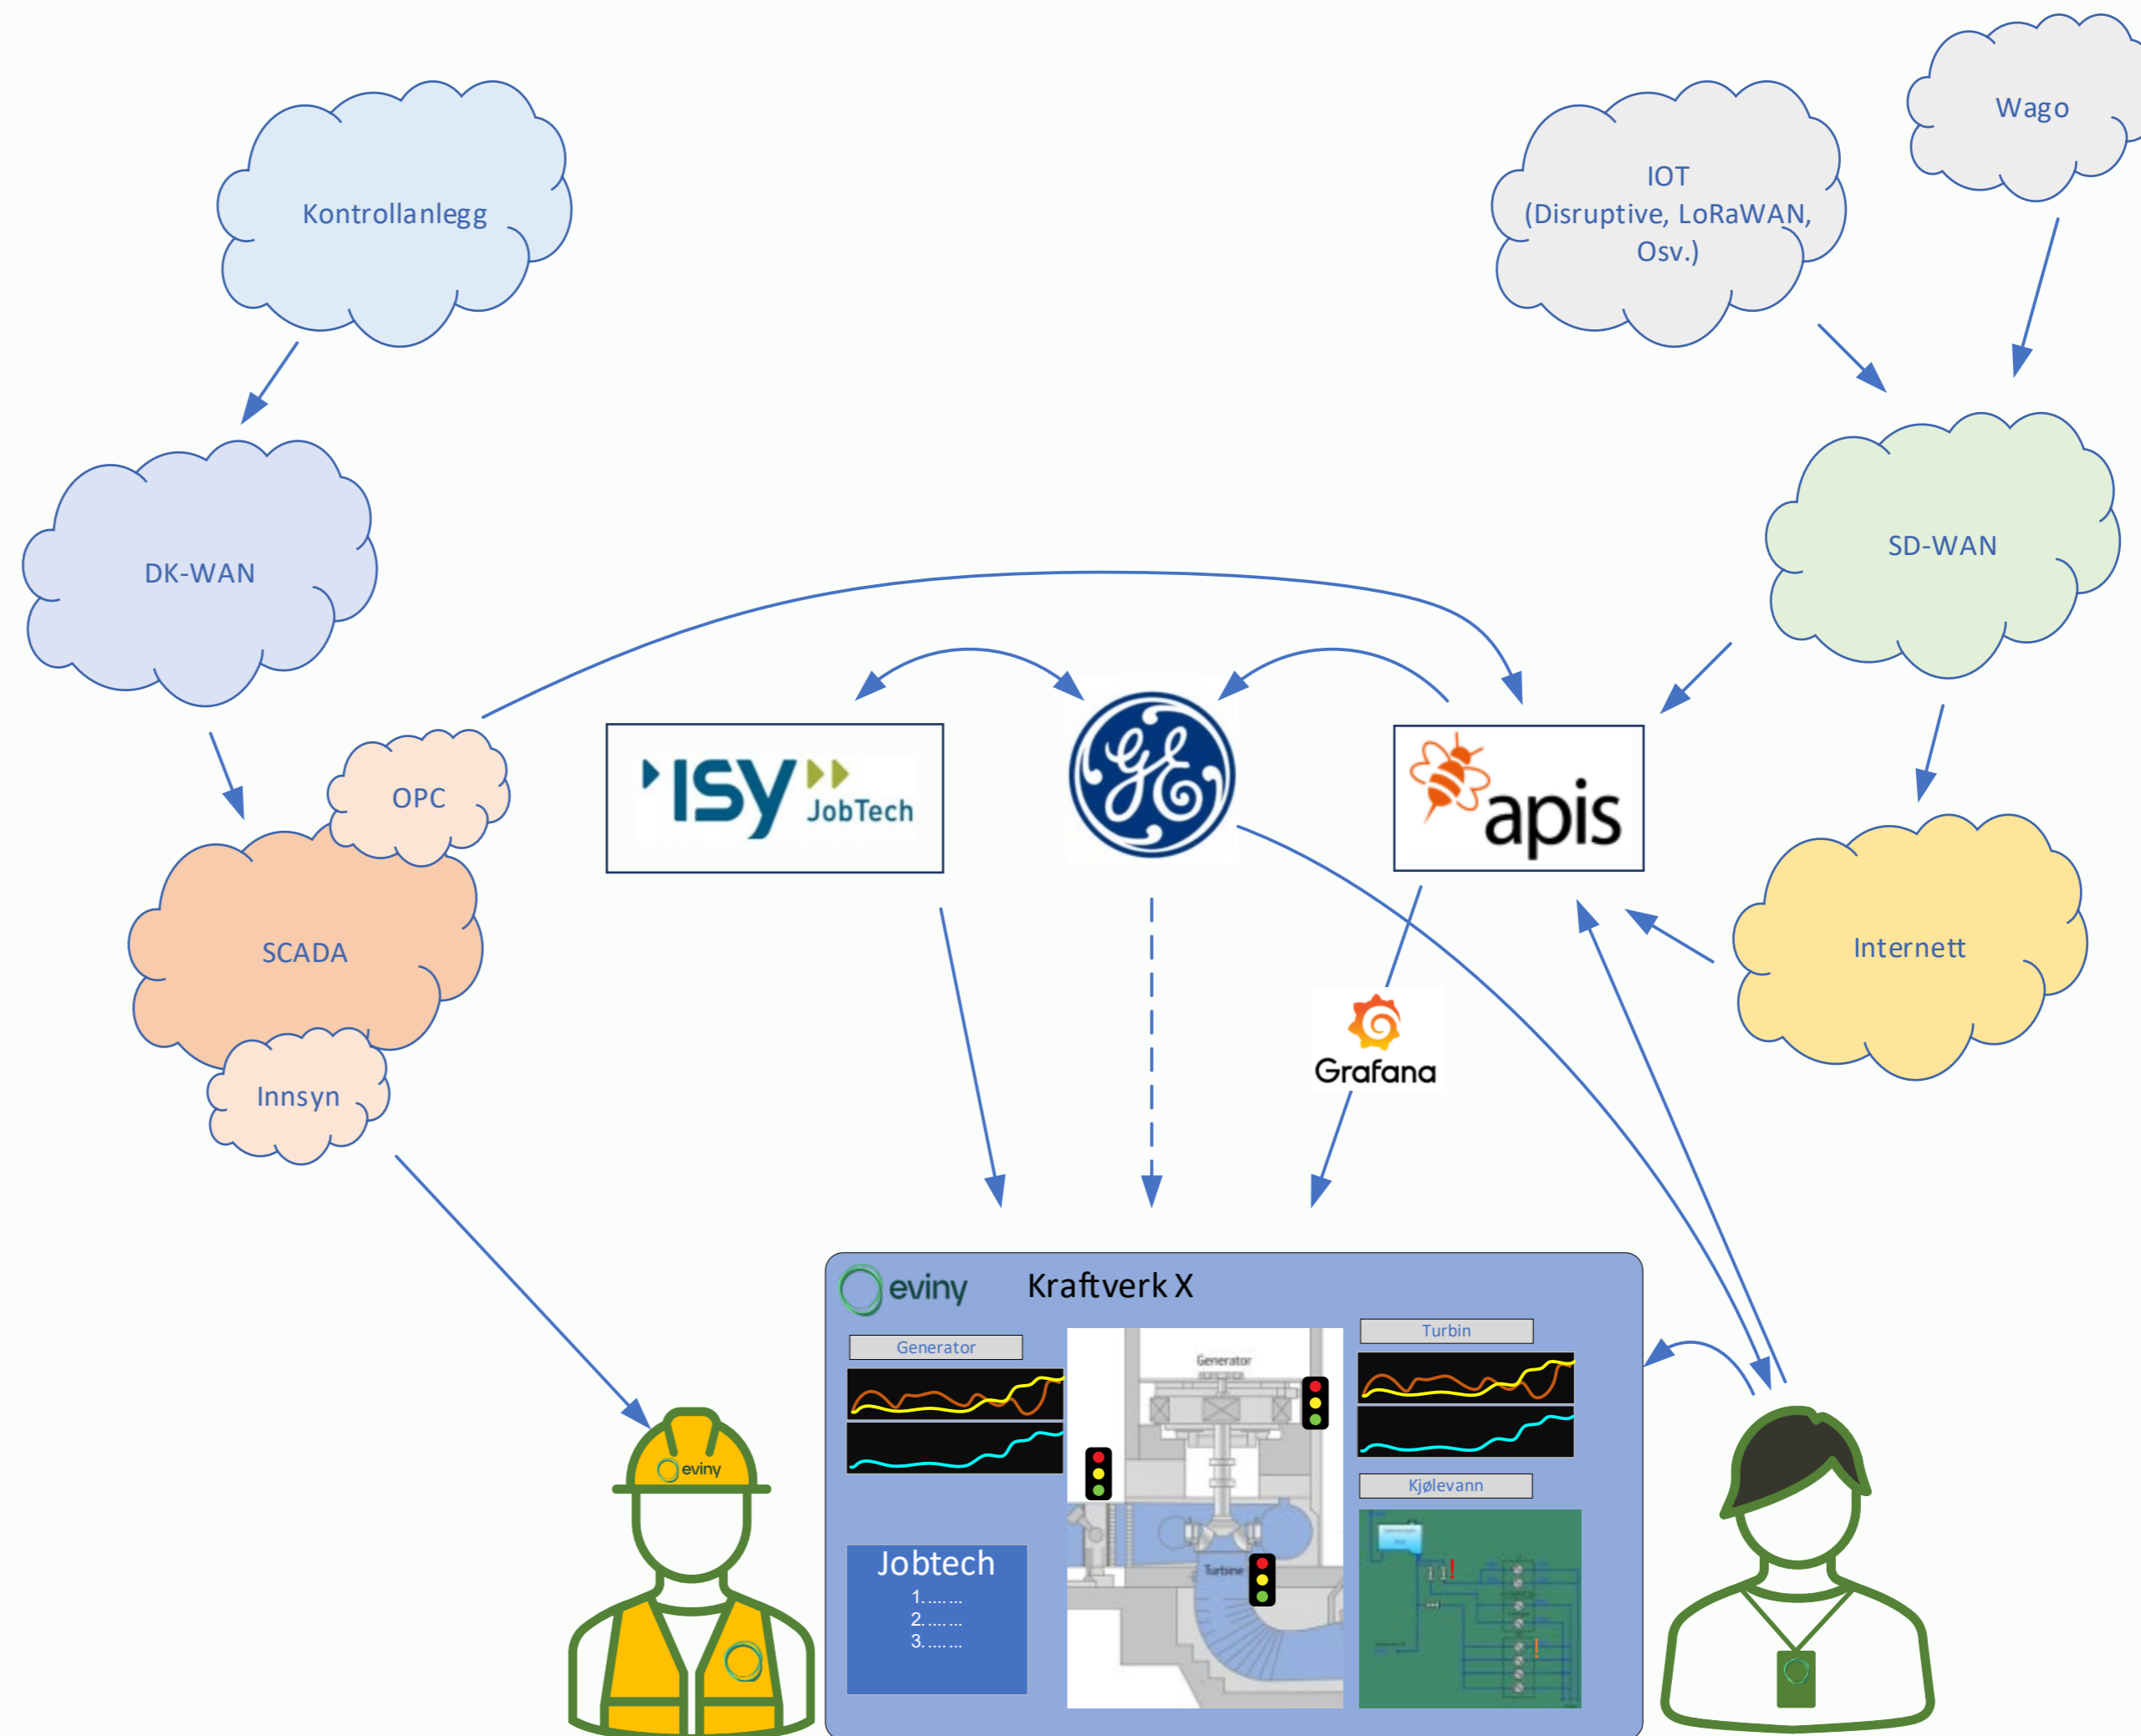 Wago
Kontrollanlegg
IOT
(Disruptive, LoRaWAN,
Osv.)
DK-WAN
SD-WAN
OPC
ISY
JobTech
GE
apis
SCADA
Internett
Grafana
Innsyn
eviny
Kraftverk X
Generator
Turbin
Generator
Kjølevann
eviny
Jobtech
1. ... ...
2. ... ...
3. ... ...
Turbine
!
!